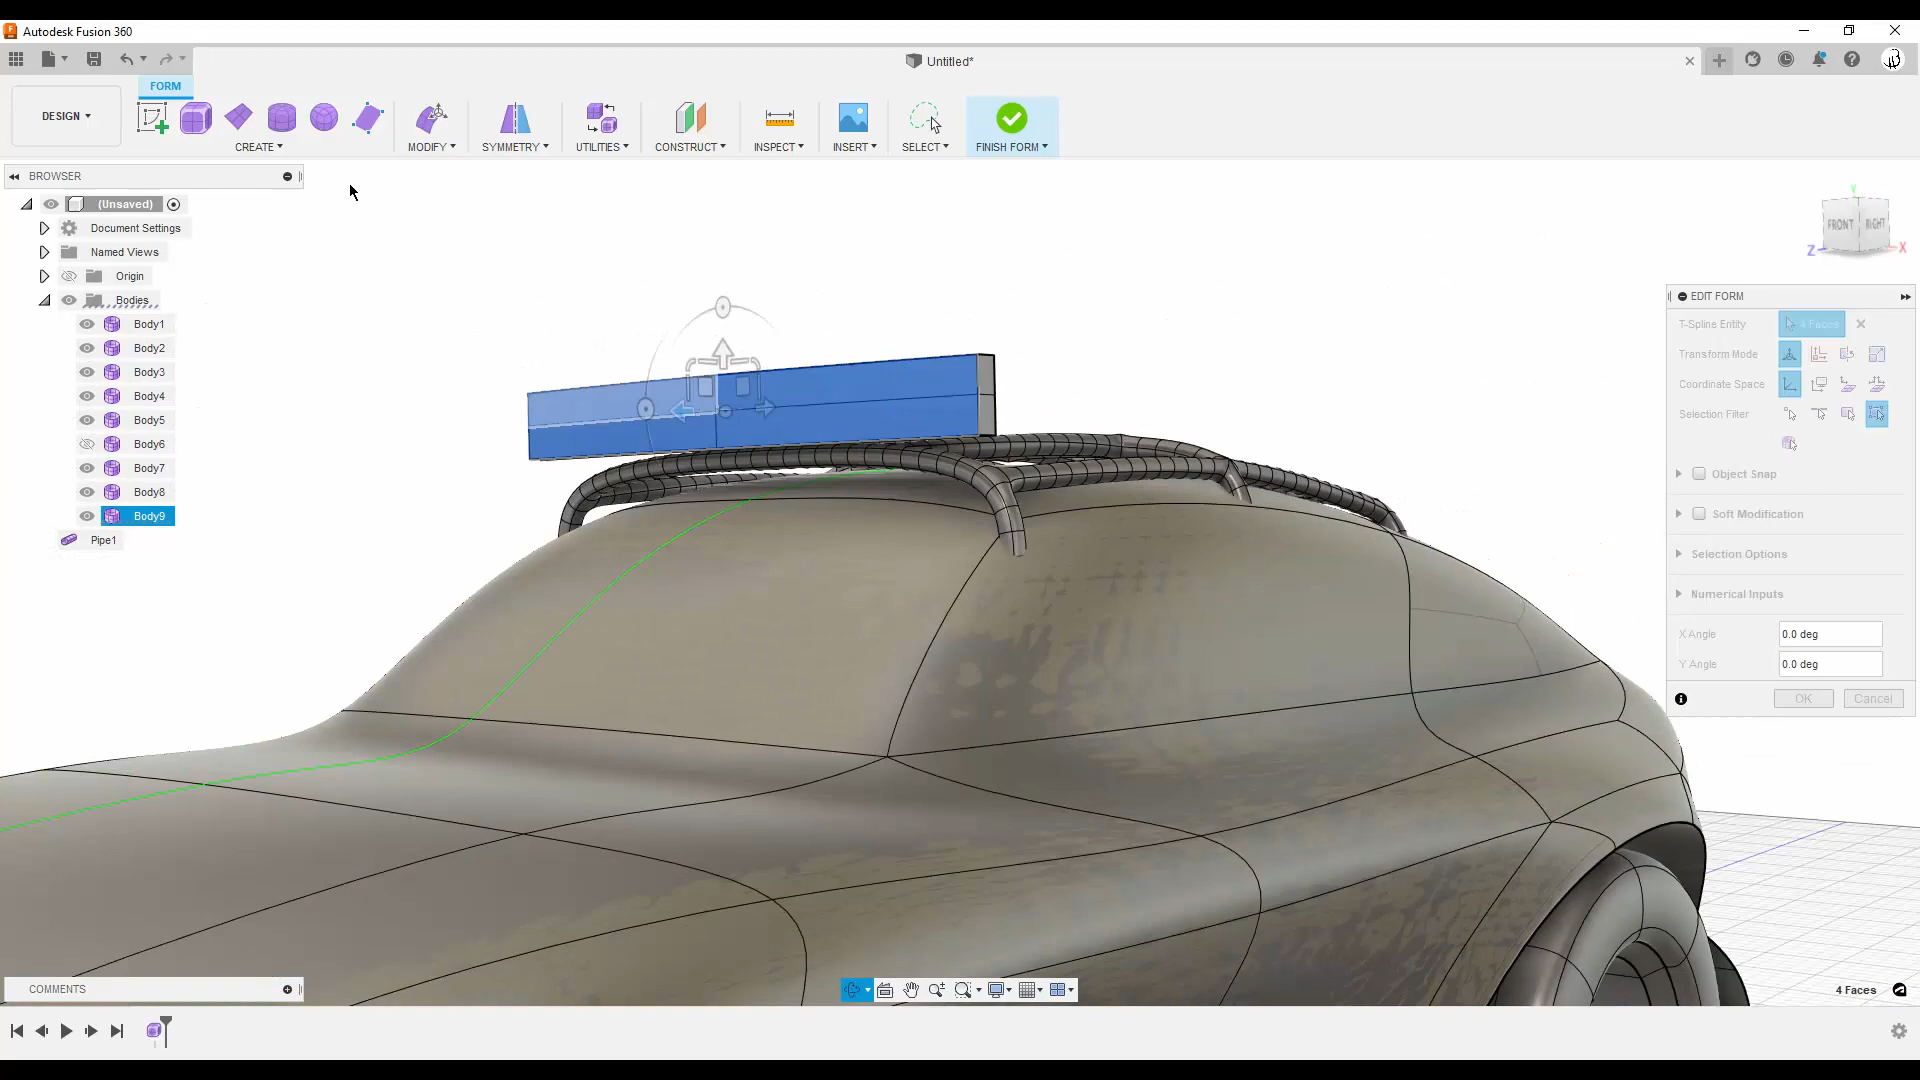 Autodesk Fusion 360
Untitled*
FORM
DESIGN
CREATE
MODIFY
SYMMETRY
UTILITIES
CONSTRUCT
INSPECT
INSERT
SELECT
FINISH FORM
BROWSER
(Unsaved)
Document Settings
Named Views
Origin
Bodies
Body1
Body2
Body3
Body4
Body5
Body6
Body7
Body8
Body9
Pipe1
Y
FRONT
RIGHT
Z
X
EDIT FORM
T-Spline Entity
4 Faces
Transform Mode
Coordinate Space
Selection Filter
Object Snap
Soft Modification
Selection Options
Numerical Inputs
X Angle
0.0 deg
Y Angle
0.0 deg
OK
Cancel
COMMENTS
4 Faces